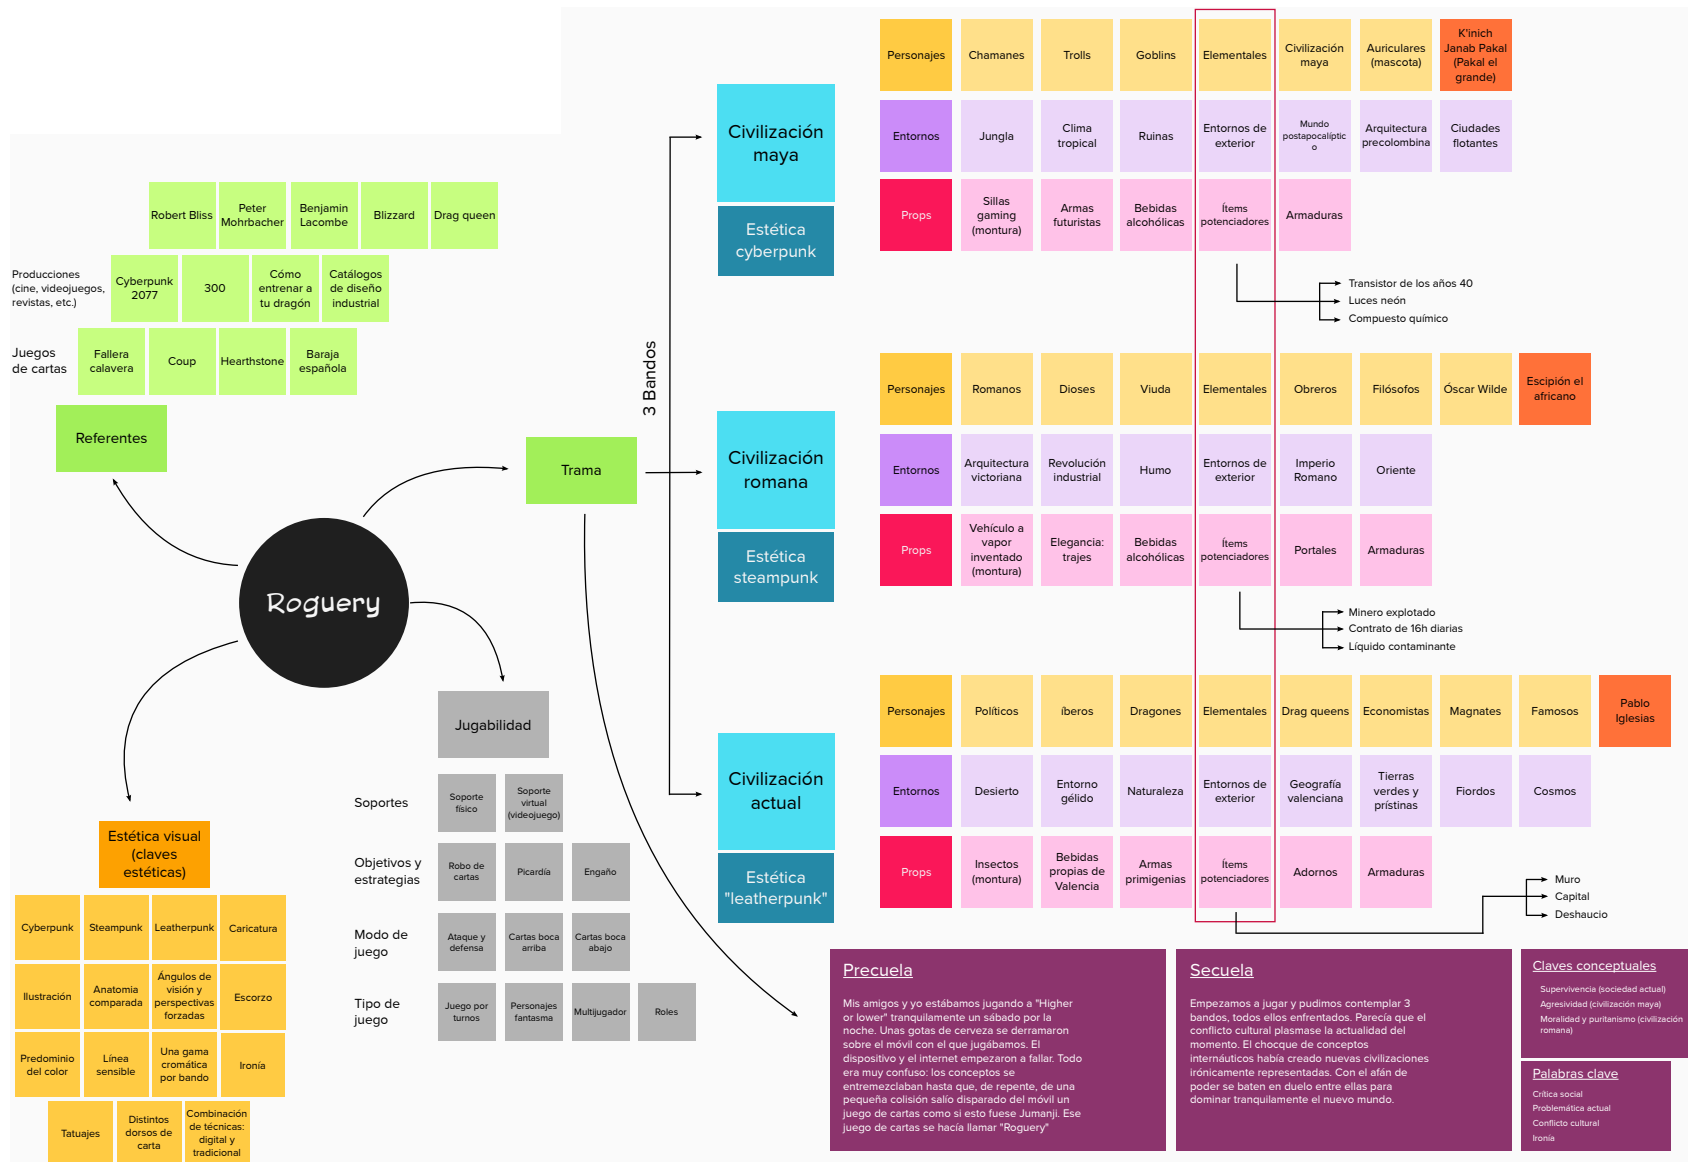 Robert Bliss
Peter
Mohrbacher
Benjamin
Lacombe
Blizzard
Drag queen
Producciones
(cine, videojuegos,
revistas, etc.)
Cyberpunk
2077
300
Cómo
entrenar a
tu dragón
Catálogos
de diseño
industrial
Juegos
de cartas
Fallera
calavera
Coup
Hearthstone
Baraja
española
Referentes
Roguery
Trama
3 Bandos
Estética visual
(claves
estéticas)
Cyberpunk
Steampunk
Leatherpunk
Caricatura
Ilustración
Anatomia
comparada
Ángulos de
visión y
perspectivas
forzadas
Escorzo
Predominio
del color
Línea
sensible
Una gama
cromática
por bando
Ironía
Tatuajes
Distintos
dorsos de
carta
Combinación
de técnicas:
digital y
tradicional
Jugabilidad
Soportes
Soporte
físico
Soporte
virtual
(videojuego)
Objetivos y
estrategias
Robo de
cartas
Picardía
Engaño
Modo de
juego
Ataque y
defensa
Cartas boca
arriba
Cartas boca
abajo
Tipo de
juego
Juego por
turnos
Personajes
fantasma
Multijugador
Roles
Civilización
maya
Estética
cyberpunk
Personajes
Chamanes
Trolls
Goblins
Elementales
Civilización
maya
Auriculares
(mascota)
K'inich
Janab Pakal
(Pakal el
grande)
Entornos
Jungla
Clima
tropical
Ruinas
Entornos de
exterior
Mundo
postapocalíptic
o
Arquitectura
precolombina
Ciudades
flotantes
Props
Sillas
gaming
(montura)
Armas
futuristas
Bebidas
alcohólicas
Ítems
potenciadores
Armaduras
Transistor de los años 40
Luces neón
Compuesto químico
Civilización
romana
Estética
steampunk
Personajes
Romanos
Dioses
Viuda
Elementales
Obreros
Filósofos
Óscar Wilde
Escipión el
africano
Entornos
Arquitectura
victoriana
Revolución
industrial
Humo
Entornos de
exterior
Imperio
Romano
Oriente
Props
Vehículo a
vapor
inventado
(montura)
Elegancia:
trajes
Bebidas
alcohólicas
Ítems
potenciadores
Portales
Armaduras
Minero explotado
Contrato de 16h diarias
Líquido contaminante
Civilización
actual
Estética
"leatherpunk"
Personajes
Políticos
íberos
Dragones
Elementales
Drag queens
Economistas
Magnates
Famosos
Pablo
Iglesias
Entornos
Desierto
Entorno
gélido
Naturaleza
Entornos de
exterior
Geografía
valenciana
Tierras
verdes y
prístinas
Fiordos
Cosmos
Props
Insectos
(montura)
Bebidas
propias de
Valencia
Armas
primigenias
Ítems
potenciadores
Adornos
Armaduras
Muro
Capital
Deshaucio
Precuela
Mis amigos y yo estábamos jugando a "Higher
or lower" tranquilamente un sábado por la
noche. Unas gotas de cerveza se derramaron
sobre el móvil con el que jugábamos. El
dispositivo y el internet empezaron a fallar. Todo
era muy confuso: los conceptos se
entremezclaban hasta que, de repente, de una
pequeña colisión salío disparado del móvil un
juego de cartas como si esto fuese Jumanji. Ese
juego de cartas se hacía llamar "Roguery"
Secuela
Empezamos a jugar y pudimos contemplar 3
bandos, todos ellos enfrentados. Parecía que el
conflicto cultural plasmase la actualidad del
momento. El chocque de conceptos
internáuticos había creado nuevas civilizaciones
irónicamente representadas. Con el afán de
poder se baten en duelo entre ellas para
dominar tranquilamente el nuevo mundo.
Claves conceptuales
Supervivencia (sociedad actual)
Agresividad (civilización maya)
Moralidad y puritanismo (civilización
romana)
Palabras clave
Crítica social
Problemática actual
Conflicto cultural
Ironía